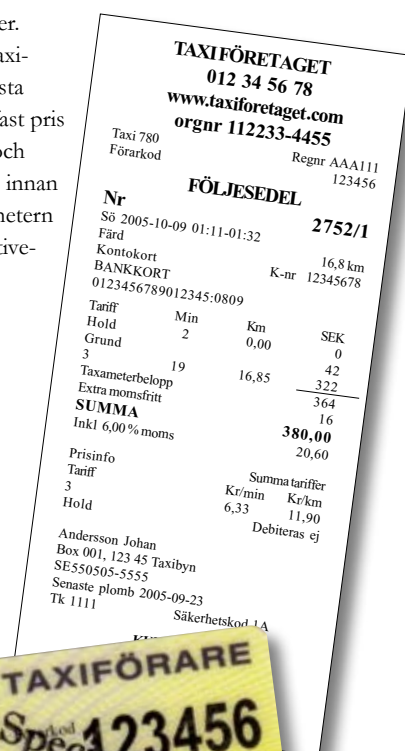 er.
axi-
sta
ast pris
och
innan
netern
tive-
TAXIFÖRETAGET
012 34 56 78
www.taxiforetaget.com
orgnr 112233-4455
Taxi 780 Regnr AAA111
Förarkod 123456
FÖLJESEDEL
Nr 2752/1
Sö 2005-10-09 01:11-01:32
Färd 16,8 km
Kontokort K-nr 12345678
BANKKORT
0123456789012345:0809
Tariff Min Km SEK
Hold 2 0,00 0
Grund 42
3 19 16,85 322
Taxameterbelopp 364
Extra momsfritt 16
SUMMA 380,00
Inkl 6,00% moms 20,60
Prisinfo Summa tariffer
Tariff Kr/min Kr/km
3 6,33 11,90
Hold Debiteras ej
Andersson Johan
Box 001, 123 45 Taxibyn
SE550505-5555
Senaste plomb 2005-09-23
Tk 1111 Säkerhetskod 1A
TAXIFÖRARE
123456